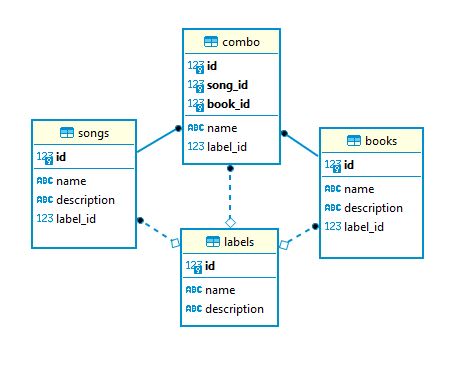 combo
123 id
123 song_id
123 book_id
ABC name
123 label_id
songs
123 id
ABC name
ABC description
123 label_id
books
123 id
ABC name
ABC description
123 label_id
labels
123 id
ABC name
ABC description